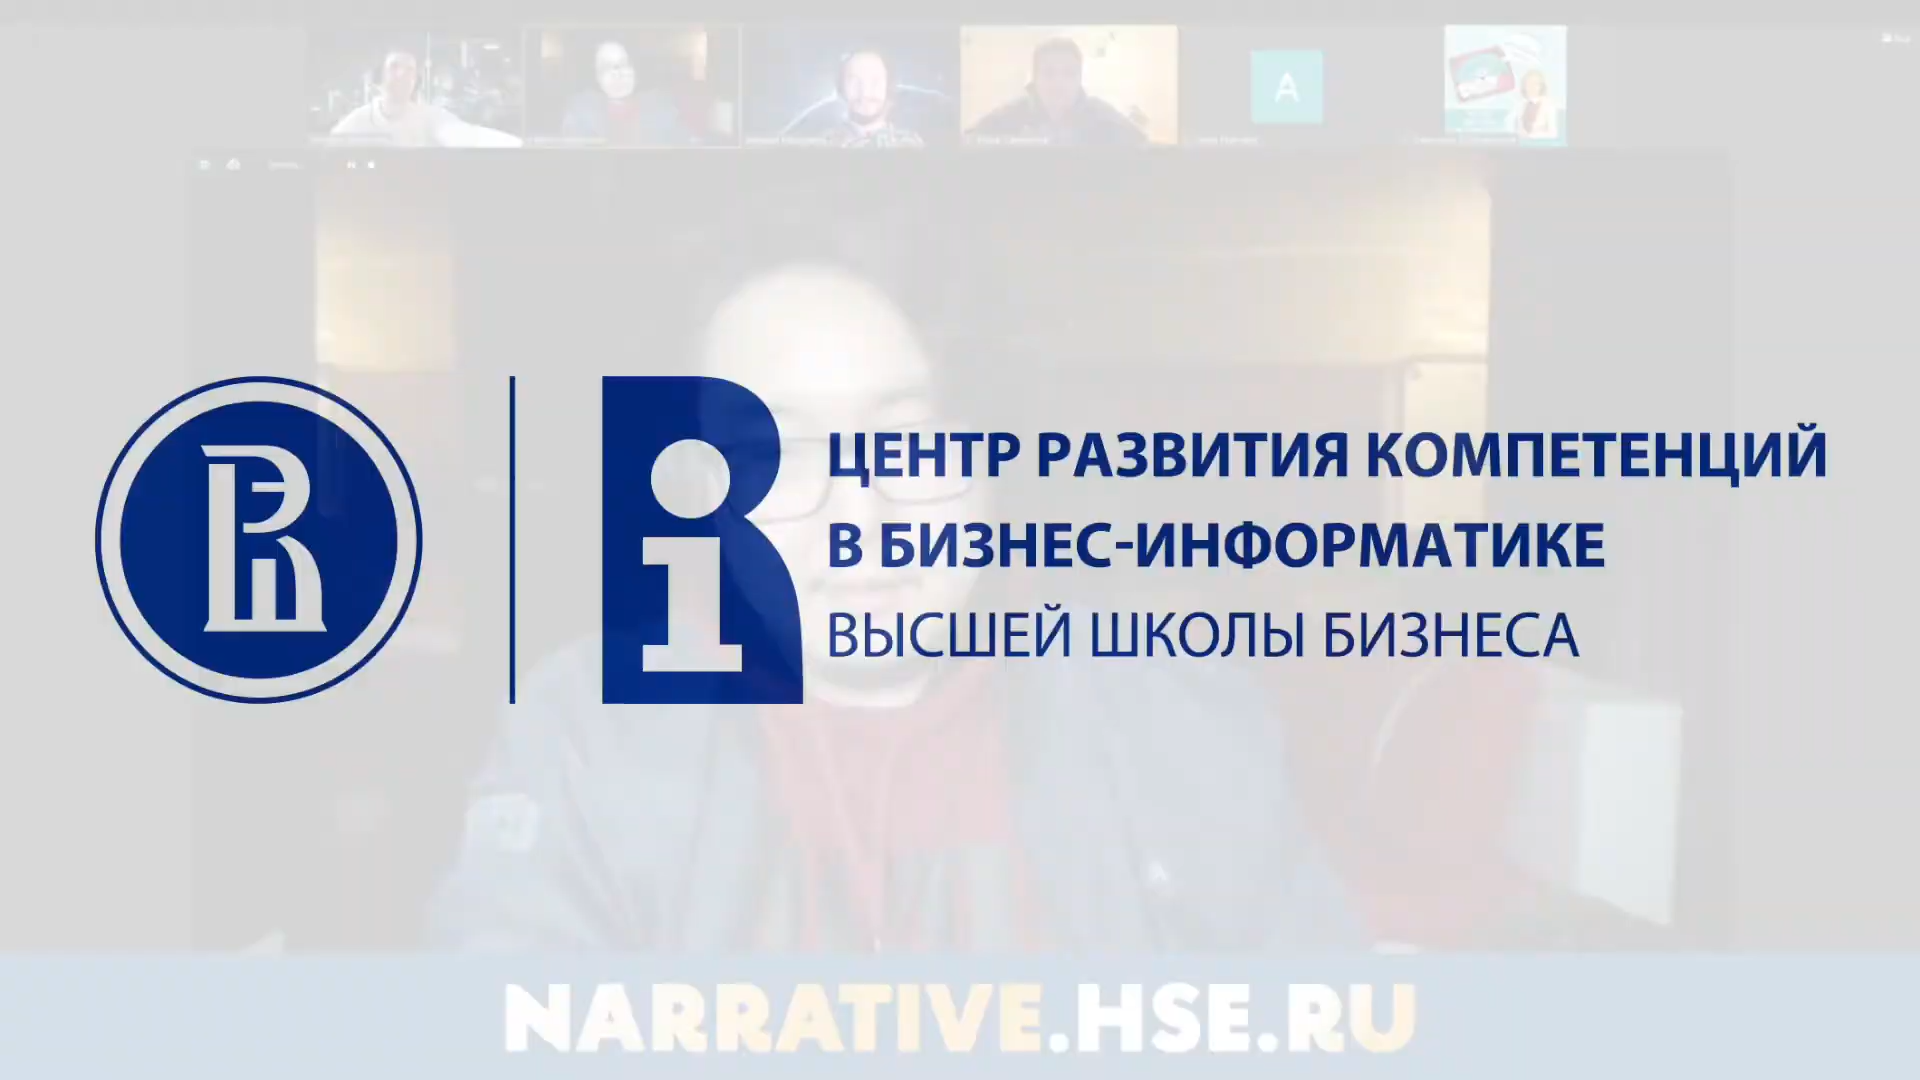 А
ЦЕНТР РАЗВИТИЯ КОМПЕТЕНЦИЙ
В БИЗНЕС-ИНФОРМАТИКЕ
ВЫСШЕЙ ШКОЛЫ БИЗНЕСА
NARRATIVE.HSE.RU